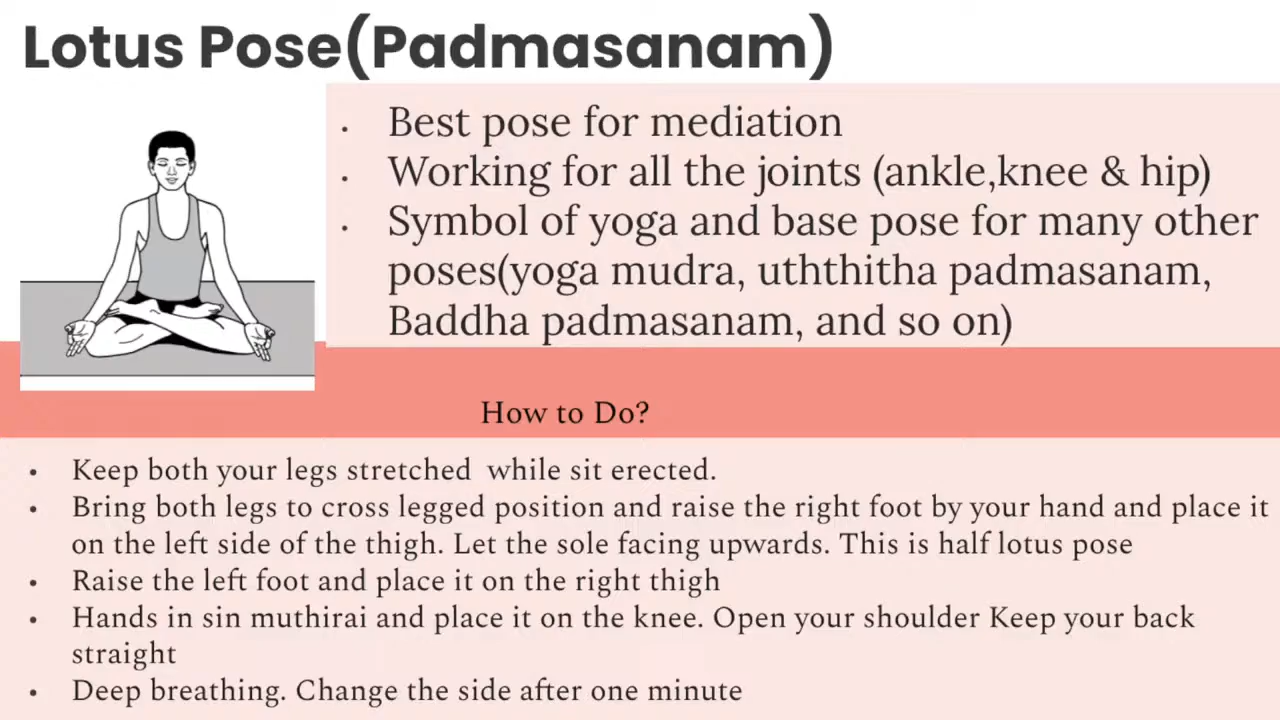 Lotus Pose(Padmasanam)
• Best pose for mediation
• Working for all the joints (ankle,knee & hip)
• Symbol of yoga and base pose for many other
poses(yoga mudra, uththitha padmasanam,
Baddha padmasanam, and so on)
How to Do?
• Keep both your legs stretched  while sit erected.
• Bring both legs to cross legged position and raise the right foot by your hand and place it
on the left side of the thigh. Let the sole facing upwards. This is half lotus pose
• Raise the left foot and place it on the right thigh
• Hands in sin muthirai and place it on the knee. Open your shoulder Keep your back
straight
• Deep breathing. Change the side after one minute